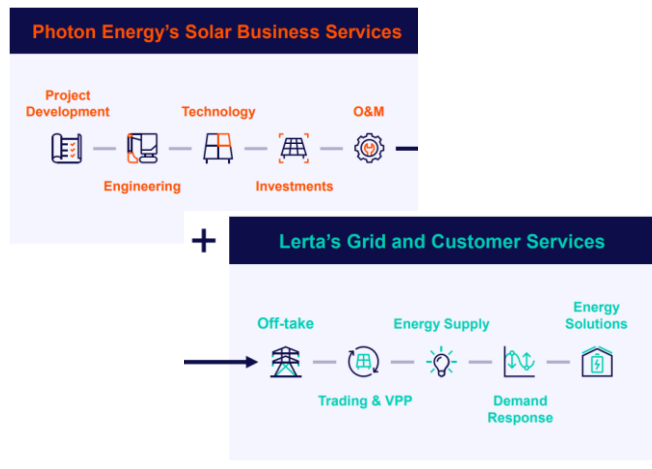 Photon Energy's Solar Business Services
Project
Development
Technology
O&M
Engineering
Investments
+
Lerta's Grid and Customer Services
Off-take
Energy Supply
Energy
Solutions
Trading & VPP
Demand
Response